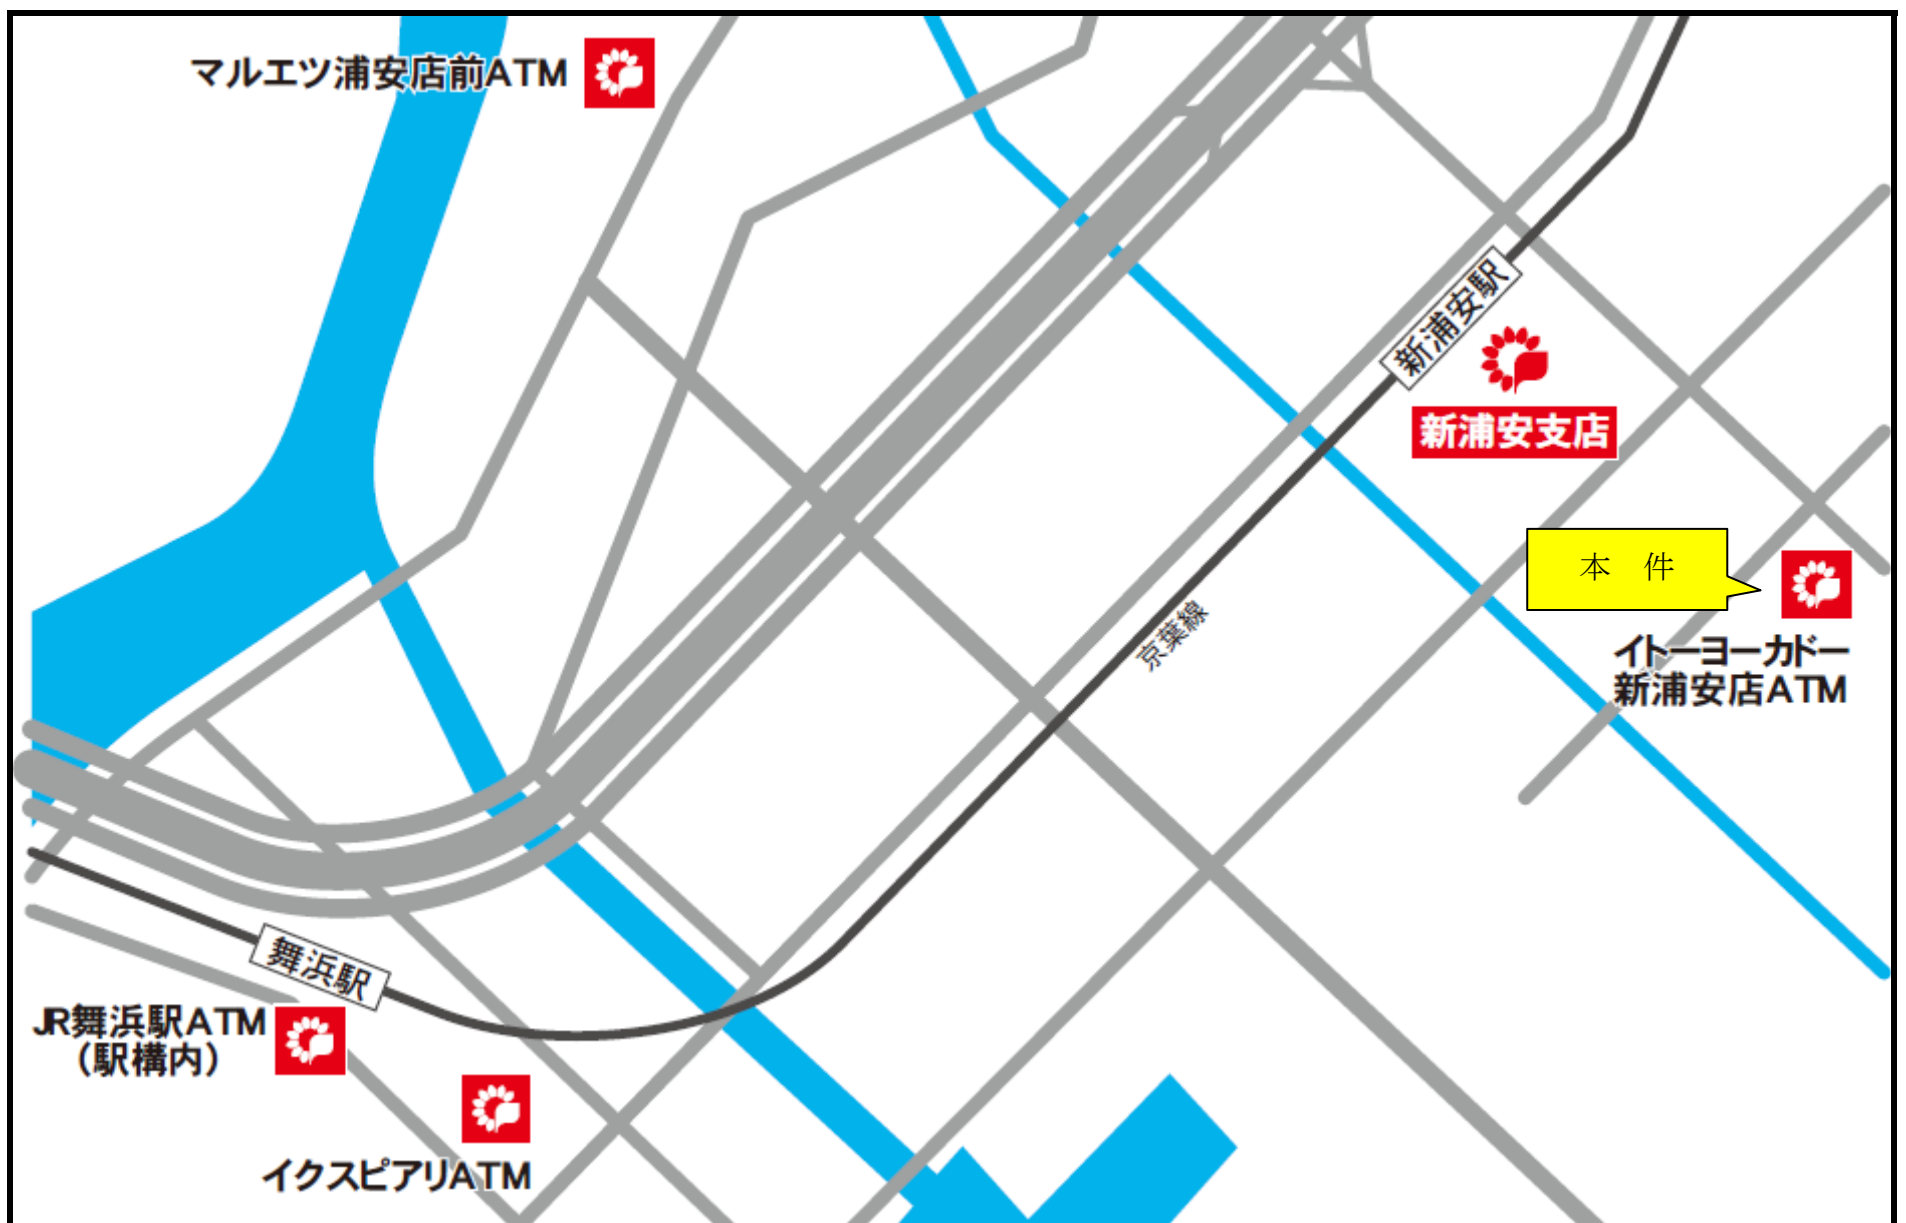 マルエツ浦安店前ATM
新浦安駅
新浦安支店
本　件
イトーヨーカドー
新浦安店ATM
京葉線
舞浜駅
JR舞浜駅ATM
（駅構内）
イクスピアリATM